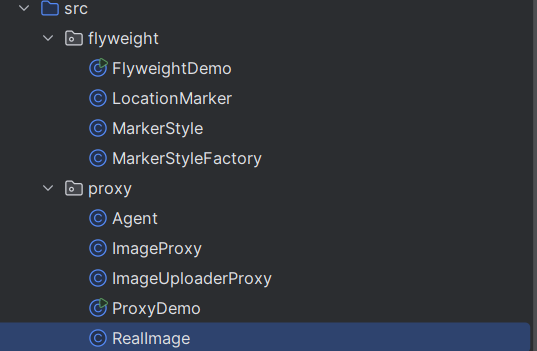 src
flyweight
FlyweightDemo
LocationMarker
MarkerStyle
MarkerStyleFactory
proxy
Agent
ImageProxy
ImageUploaderProxy
ProxyDemo
RealImage